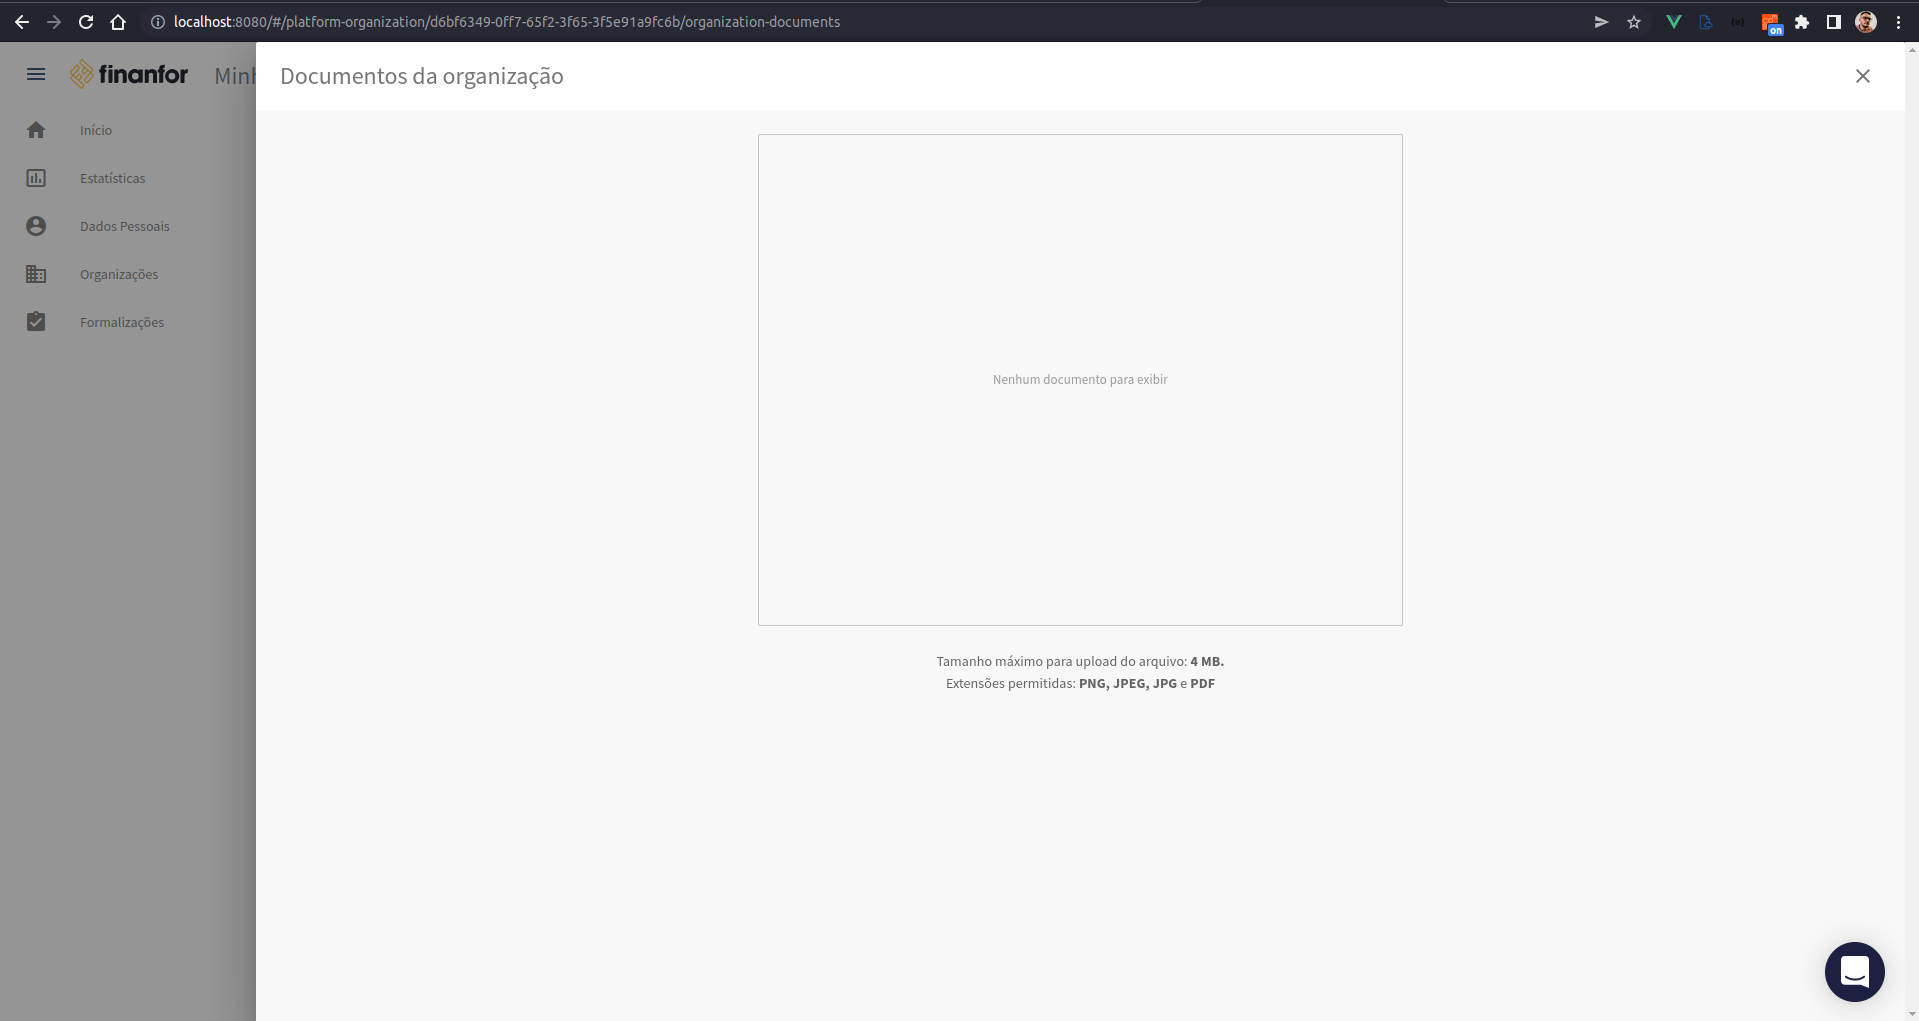 localhost:8080/#/platform-organization/d6bf6349-0ff7-65f2-3f65-3f5e91a9fc6b/organization-documents
on
finanfor
Minh
Documentos da organização
Início
Estatísticas
Dados Pessoais
Organizações
Formalizações
Nenhum documento para exibir
Tamanho máximo para upload do arquivo: 4 MB.
Extensões permitidas: PNG, JPEG, JPG e PDF